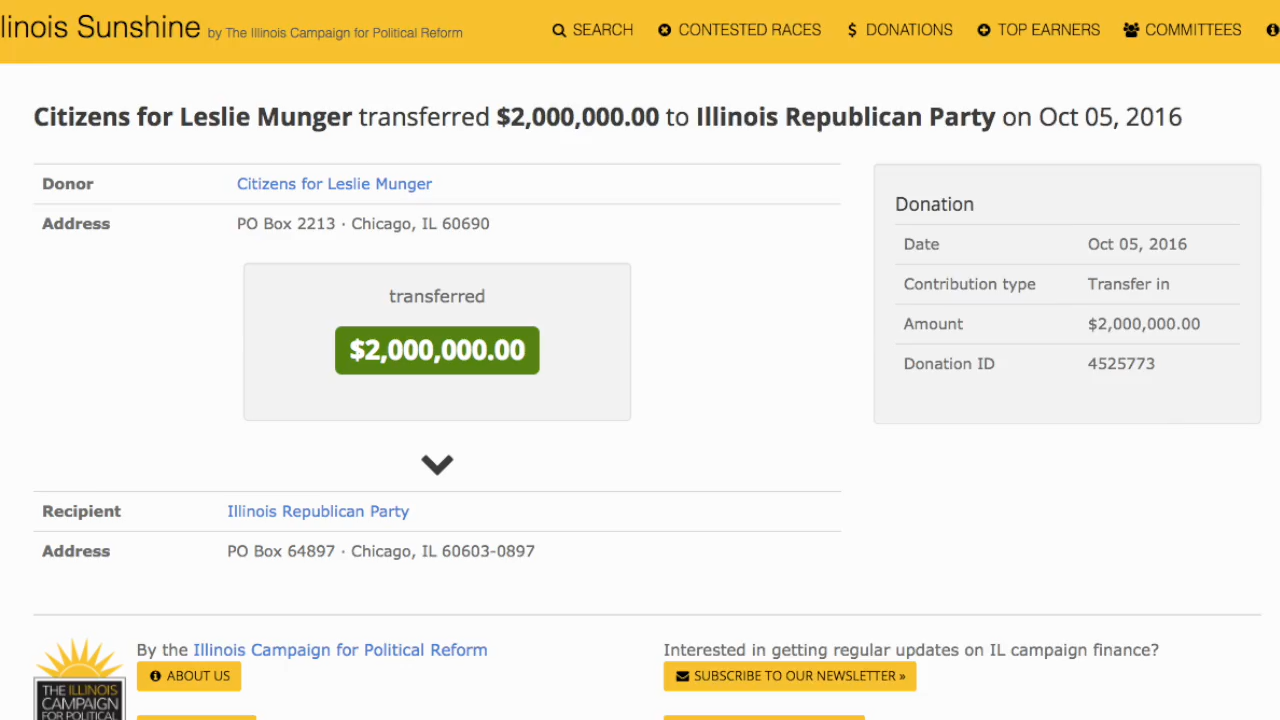 linois Sunshine by The Illinois Campaign for Political Reform SEARCH CONTESTED RACES $ DONATIONS TOP EARNERS COMMITTEES
Citizens for Leslie Munger transferred $2,000,000.00 to Illinois Republican Party on Oct 05, 2016
Donor Citizens for Leslie Munger
Address PO Box 2213 · Chicago, IL 60690
transferred
$2,000,000.00
Recipient Illinois Republican Party
Address PO Box 64897 · Chicago, IL 60603-0897
Donation
Date Oct 05, 2016
Contribution type Transfer in
Amount $2,000,000.00
Donation ID 4525773
By the Illinois Campaign for Political Reform
ABOUT US
Interested in getting regular updates on IL campaign finance?
SUBSCRIBE TO OUR NEWSLETTER »
THE ILLINOIS
CAMPAIGN
FOR POLITICAL